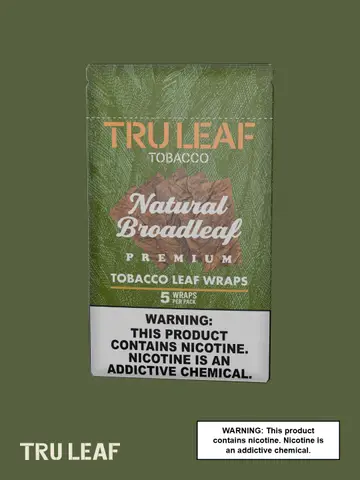 TRU LEAF
TOBACCO
Natural
Broadleaf
PREMIUM
TOBACCO LEAF WRAPS
5 WRAPS PER PACK
WARNING:
THIS PRODUCT
CONTAINS NICOTINE.
NICOTINE IS AN
ADDICTIVE CHEMICAL.
TRU LEAF
WARNING: This product
contains nicotine. Nicotine is
an addictive chemical.